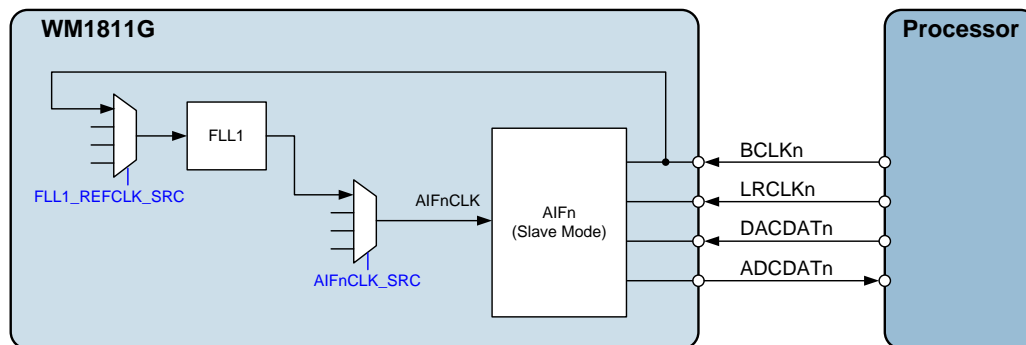 WM1811G
Processor
FLL1
FLL1_REFCLK_SRC
AIFnCLK
AIFnCLK_SRC
AIFn
(Slave Mode)
BCLKn
LRCLKn
DACDATn
ADCDATn